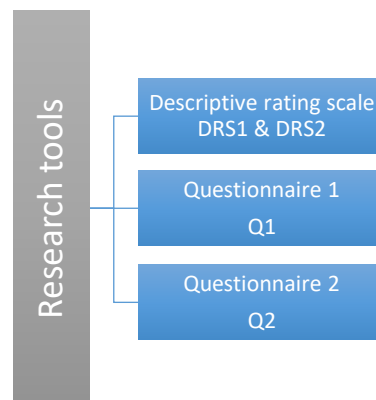 Research tools
Descriptive rating scale
DRS1 & DRS2
Questionnaire 1
Q1
Questionnaire 2
Q2